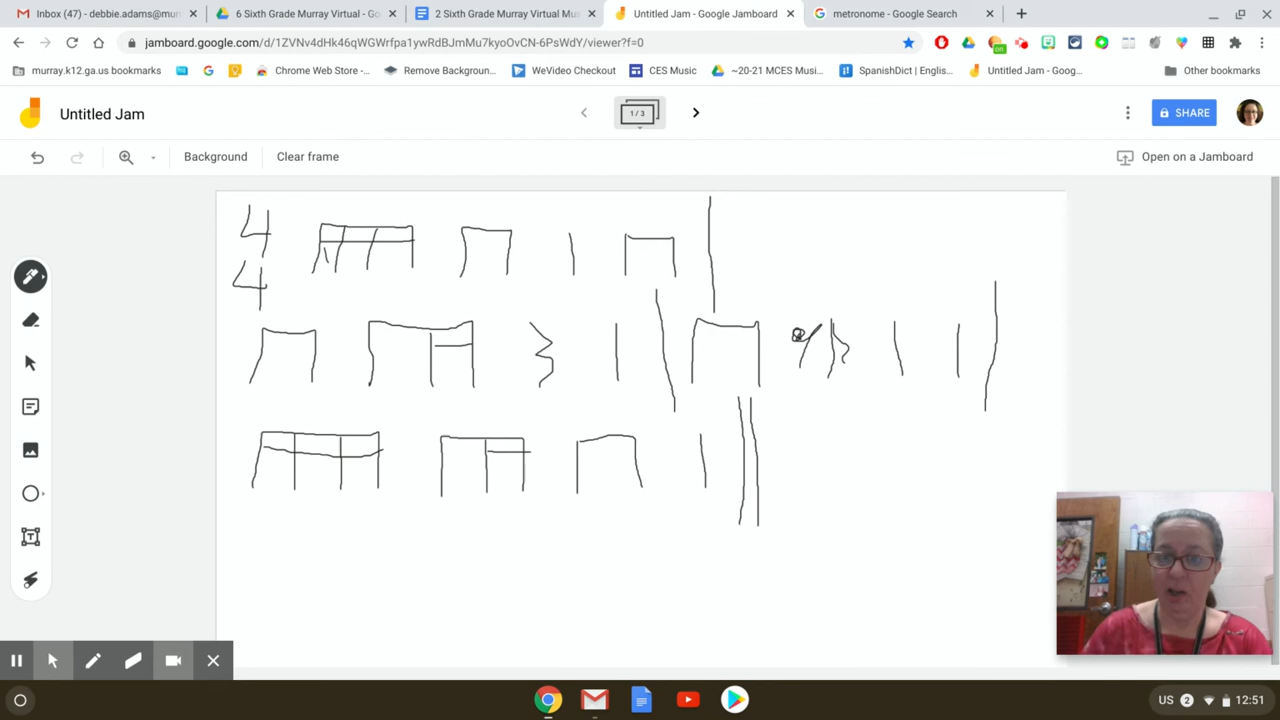 Inbox (47) - debbie.adams@mur
6 Sixth Grade Murray Virtual - Go
2 Sixth Grade Murray Virtual Mus
Untitled Jam - Google Jamboard
metronome - Google Search
jamboard.google.com/d/1ZVNv4dHk46qWGWrfpa1ywRdBJmMu7kyoOvCN-6PsWdY/viewer?f=0
on
murray.k12.ga.us bookmarks
Chrome Web Store -...
Remove Backgroun...
WeVideo Checkout
CES Music
~20-21 MCES Musi...
SpanishDict | Englis...
Untitled Jam - Goog...
Other bookmarks
Untitled Jam
1 / 3
SHARE
Background
Clear frame
Open on a Jamboard
4
4
US 2 12:51